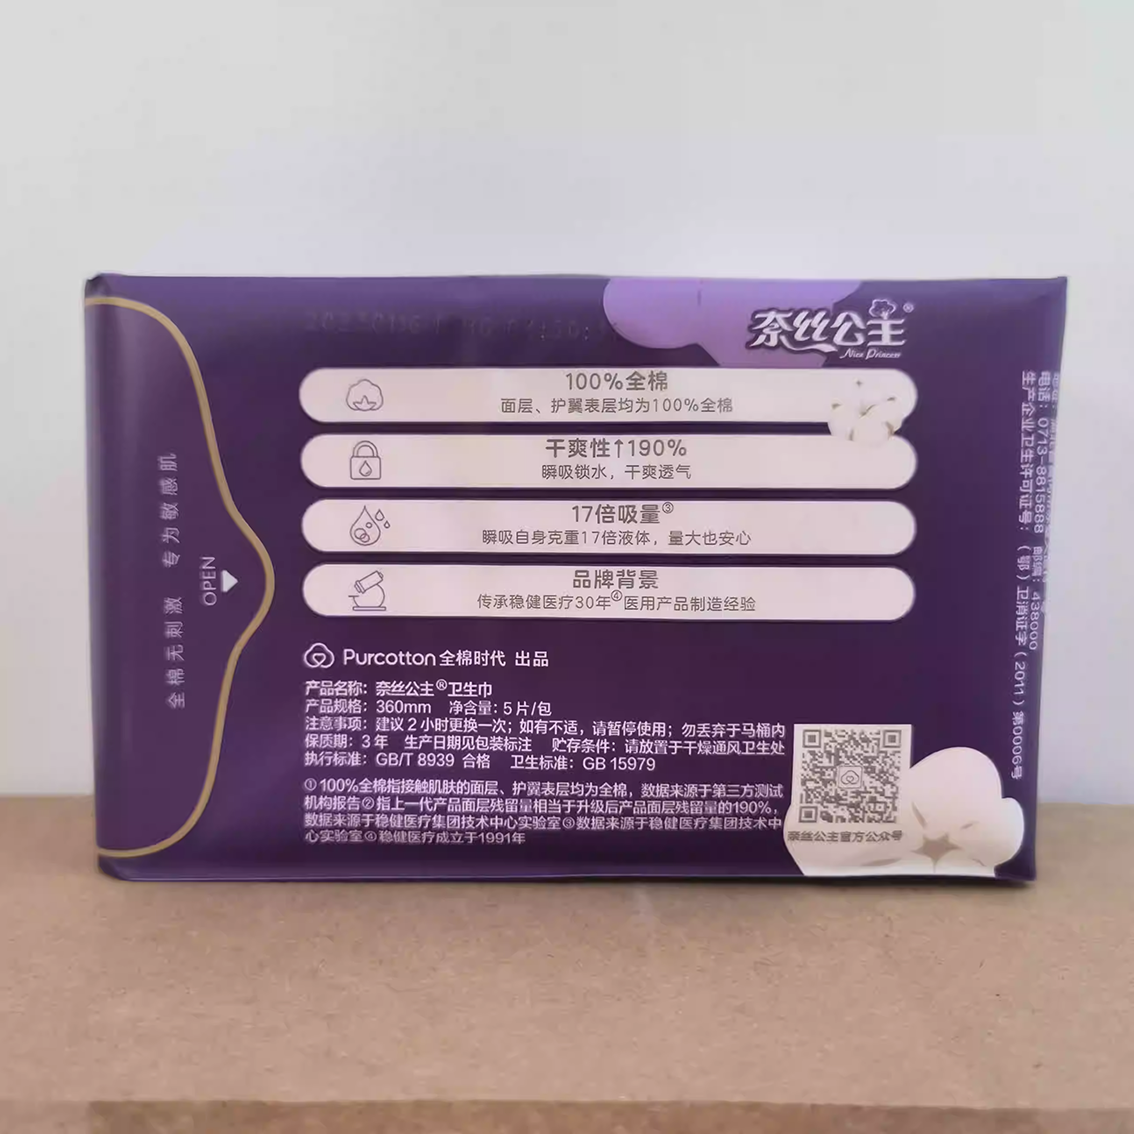 奈丝公主®
Nice Princess
100%全棉
面层、护翼表层均为100%全棉
干爽性↑190%
瞬吸锁水，干爽透气
17倍吸量③
瞬吸自身克重17倍液体，量大也安心
品牌背景
传承稳健医疗30年④医用产品制造经验
全棉无刺激 专为敏感肌
OPEN
Purcotton 全棉时代 出品
产品名称：奈丝公主®卫生巾
产品规格：360mm 净含量：5片/包
注意事项：建议2小时更换一次；如有不适，请暂停使用；勿丢弃于马桶内
保质期：3年 生产日期见包装标注 贮存条件：请放置于干燥通风卫生处
执行标准：GB/T 8939 合格 卫生标准：GB 15979
①100%全棉指接触肌肤的面层、护翼表层均为全棉，数据来源于第三方测试
机构报告②指上一代产品面层残留量相当于升级后产品面层残留量的190%，
数据来源于稳健医疗集团技术中心实验室③数据来源于稳健医疗集团技术中
心实验室④稳健医疗成立于1991年
奈丝公主官方公众号
电话：0713-8815888 邮编：438000
生产企业卫生许可证号：（鄂）卫消证字（2011）第0006号